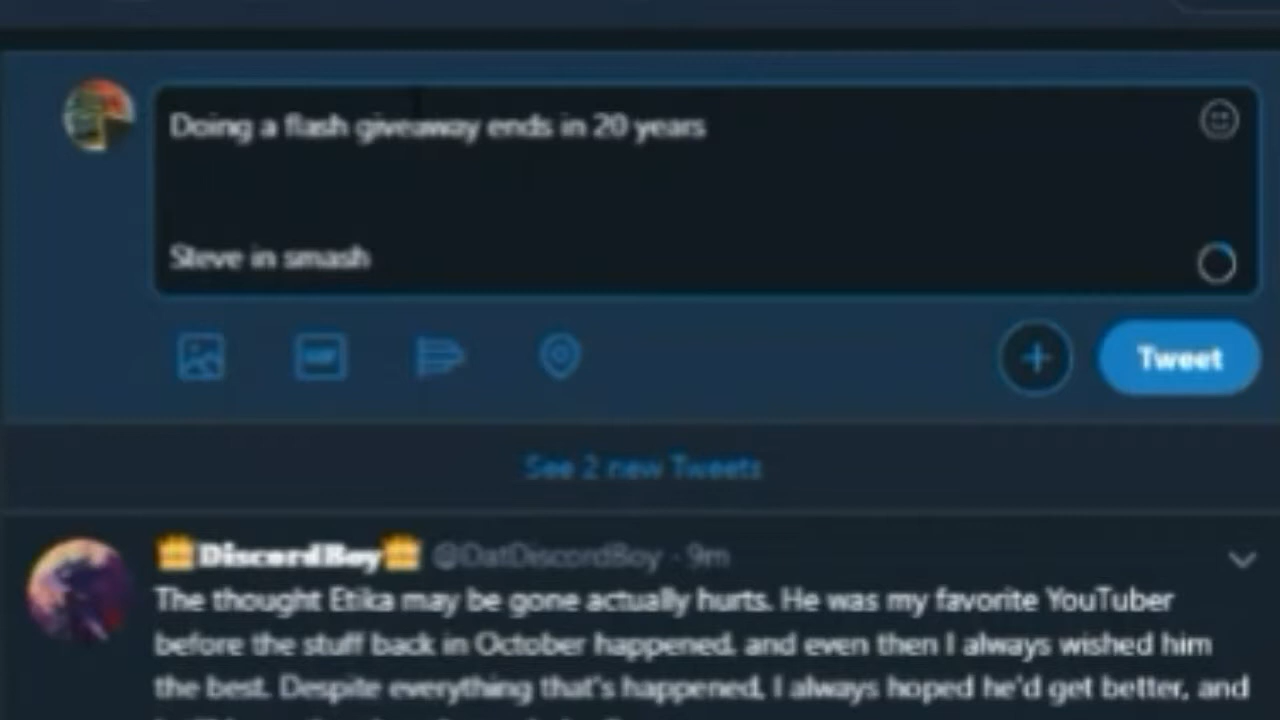 Doing a flash giveaway ends in 20 years
Steve in smash
GIF
Tweet
See 2 new Tweets
DiscordBoy @DatDiscordBoy · 9m
The thought Etika may be gone actually hurts. He was my favorite YouTuber
before the stuff back in October happened, and even then I always wished him
the best. Despite everything that's happened, I always hoped he'd get better, and